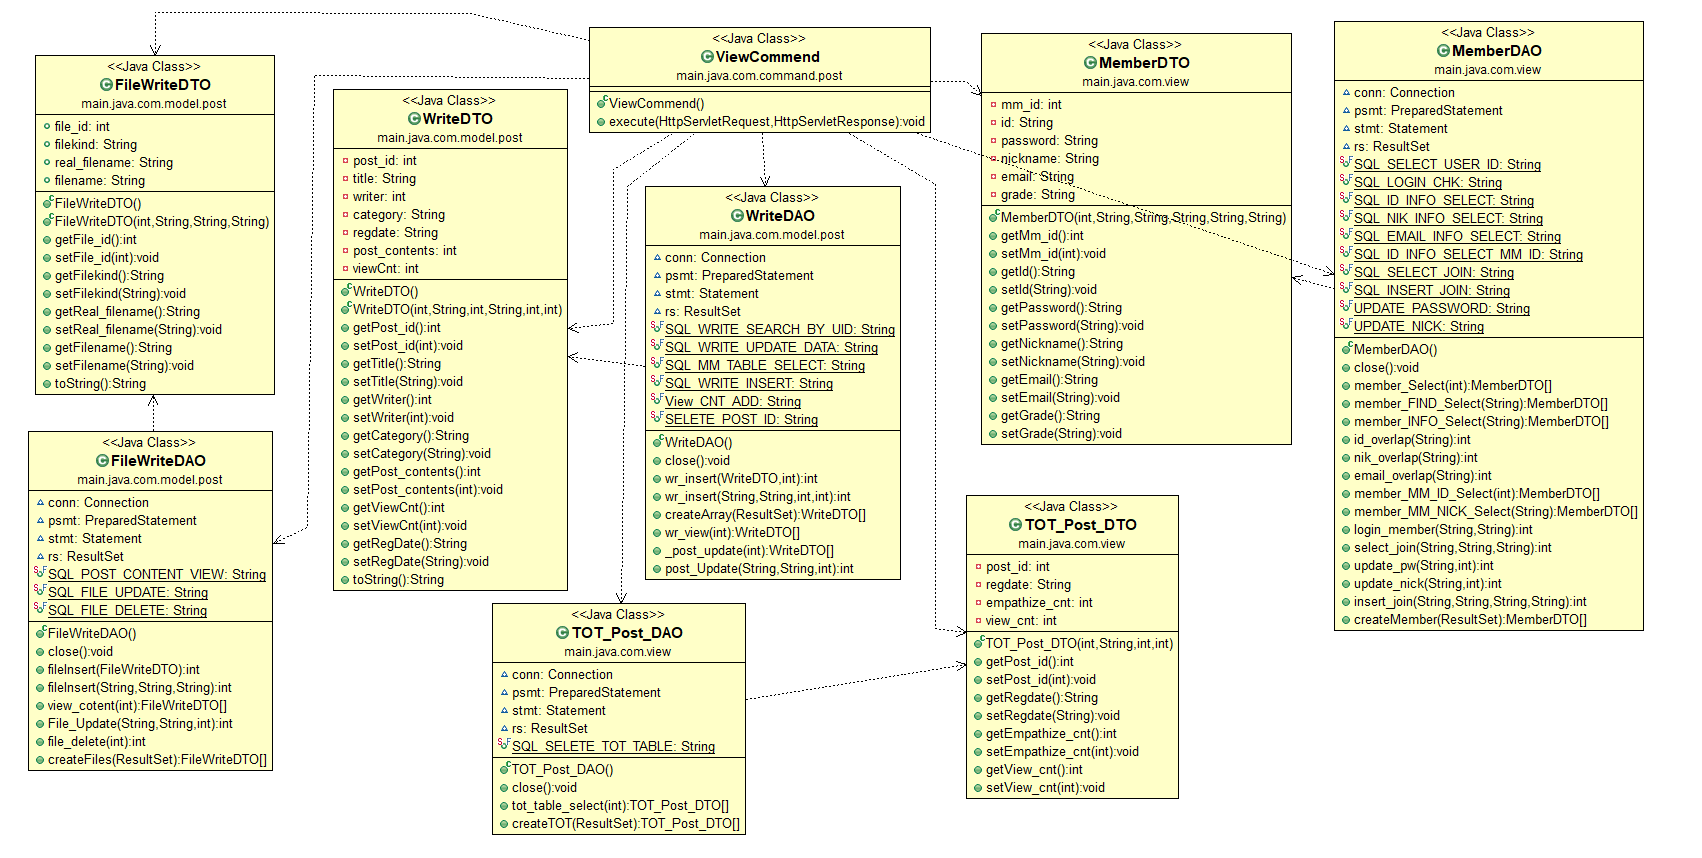 <<Java Class>>
ViewCommend
main.java.com.command.post
ViewCommend()
execute(HttpServletRequest,HttpServletResponse):void
<<Java Class>>
FileWriteDTO
main.java.com.model.post
file_id: int
filekind: String
real_filename: String
filename: String
FileWriteDTO()
FileWriteDTO(int,String,String,String)
getFile_id():int
setFile_id(int):void
getFilekind():String
setFilekind(String):void
getReal_filename():String
setReal_filename(String):void
getFilename():String
setFilename(String):void
toString():String
<<Java Class>>
FileWriteDAO
main.java.com.model.post
conn: Connection
psmt: PreparedStatement
stmt: Statement
rs: ResultSet
SQL_POST_CONTENT_VIEW: String
SQL_FILE_UPDATE: String
SQL_FILE_DELETE: String
FileWriteDAO()
close():void
fileInsert(FileWriteDTO):int
fileInsert(String,String,String):int
view_cotent(int):FileWriteDTO[]
File_Update(String,String,int):int
file_delete(int):int
createFiles(ResultSet):FileWriteDTO[]
<<Java Class>>
WriteDTO
main.java.com.model.post
post_id: int
title: String
writer: int
category: String
regdate: String
post_contents: int
viewCnt: int
WriteDTO()
WriteDTO(int,String,int,String,int,int)
getPost_id():int
setPost_id(int):void
getTitle():String
setTitle(String):void
getWriter():int
setWriter(int):void
getCategory():String
setCategory(String):void
getPost_contents():int
setPost_contents(int):void
getViewCnt():int
setViewCnt(int):void
getRegDate():String
setRegDate(String):void
toString():String
<<Java Class>>
WriteDAO
main.java.com.model.post
conn: Connection
psmt: PreparedStatement
stmt: Statement
rs: ResultSet
SQL_WRITE_SEARCH_BY_UID: String
SQL_WRITE_UPDATE_DATA: String
SQL_MM_TABLE_SELECT: String
SQL_WRITE_INSERT: String
View_CNT_ADD: String
SELETE_POST_ID: String
WriteDAO()
close():void
wr_insert(WriteDTO,int):int
wr_insert(String,String,int,int):int
createArray(ResultSet):WriteDTO[]
wr_view(int):WriteDTO[]
_post_update(int):WriteDTO[]
post_Update(String,String,int):int
<<Java Class>>
TOT_Post_DAO
main.java.com.view
conn: Connection
psmt: PreparedStatement
stmt: Statement
rs: ResultSet
SQL_SELETE_TOT_TABLE: String
TOT_Post_DAO()
close():void
tot_table_select(int):TOT_Post_DTO[]
createTOT(ResultSet):TOT_Post_DTO[]
<<Java Class>>
MemberDTO
main.java.com.view
mm_id: int
id: String
password: String
nickname: String
email: String
grade: String
MemberDTO(int,String,String,String,String,String)
getMm_id():int
setMm_id(int):void
getId():String
setId(String):void
getPassword():String
setPassword(String):void
getNickname():String
setNickname(String):void
getEmail():String
setEmail(String):void
getGrade():String
setGrade(String):void
<<Java Class>>
TOT_Post_DTO
main.java.com.view
post_id: int
regdate: String
empathize_cnt: int
view_cnt: int
TOT_Post_DTO(int,String,int,int)
getPost_id():int
setPost_id(int):void
getRegdate():String
setRegdate(String):void
getEmpathize_cnt():int
setEmpathize_cnt(int):void
getView_cnt():int
setView_cnt(int):void
<<Java Class>>
MemberDAO
main.java.com.view
conn: Connection
psmt: PreparedStatement
stmt: Statement
rs: ResultSet
SQL_SELECT_USER_ID: String
SQL_LOGIN_CHK: String
SQL_ID_INFO_SELECT: String
SQL_NIK_INFO_SELECT: String
SQL_EMAIL_INFO_SELECT: String
SQL_ID_INFO_SELECT_MM_ID: String
SQL_SELECT_JOIN: String
SQL_INSERT_JOIN: String
UPDATE_PASSWORD: String
UPDATE_NICK: String
MemberDAO()
close():void
member_Select(int):MemberDTO[]
member_FIND_Select(String):MemberDTO[]
member_INFO_Select(String):MemberDTO[]
id_overlap(String):int
nik_overlap(String):int
email_overlap(String):int
member_MM_ID_Select(int):MemberDTO[]
member_MM_NICK_Select(String):MemberDTO[]
login_member(String,String):int
select_join(String,String,String):int
update_pw(String,int):int
update_nick(String,int):int
insert_join(String,String,String,String):int
createMember(ResultSet):MemberDTO[]